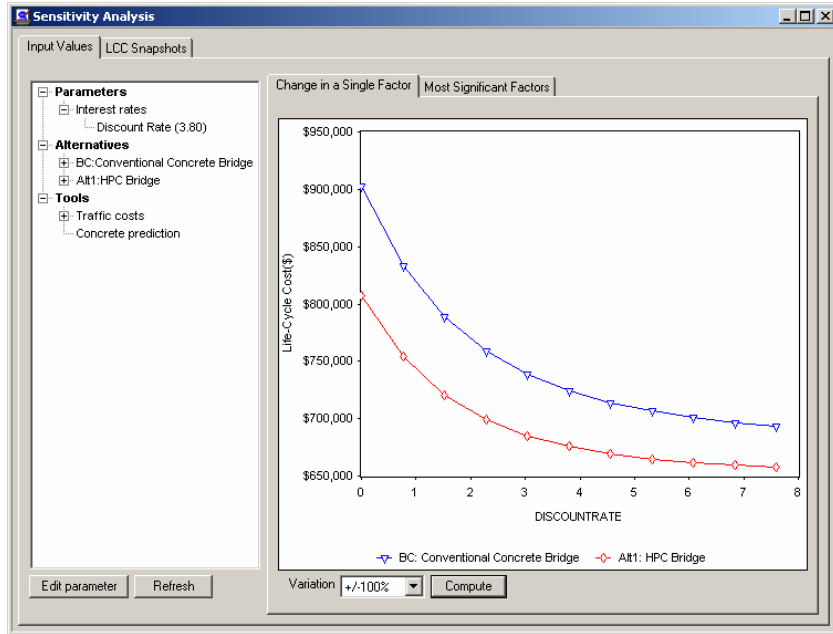 Sensitivity Analysis
Input Values
LCC Snapshots
Parameters
Interest rates
Discount Rate (3.80)
Alternatives
BC:Conventional Concrete Bridge
Alt1:HPC Bridge
Tools
Traffic costs
Concrete prediction
Edit parameter
Refresh
Change in a Single Factor
Most Significant Factors
Life-Cycle Cost($)
$950,000
$900,000
$850,000
$800,000
$750,000
$700,000
$650,000
0 1 2 3 4 5 6 7 8
DISCOUNTRATE
BC: Conventional Concrete Bridge
Alt1: HPC Bridge
Variation
+/-100%
Compute